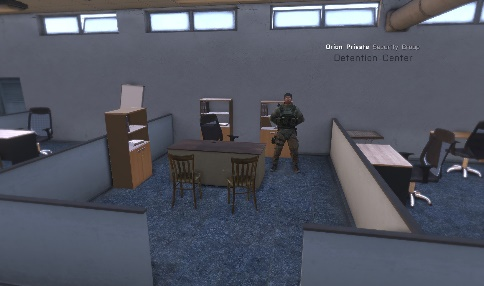 Orion Private Security Group
Detention Center